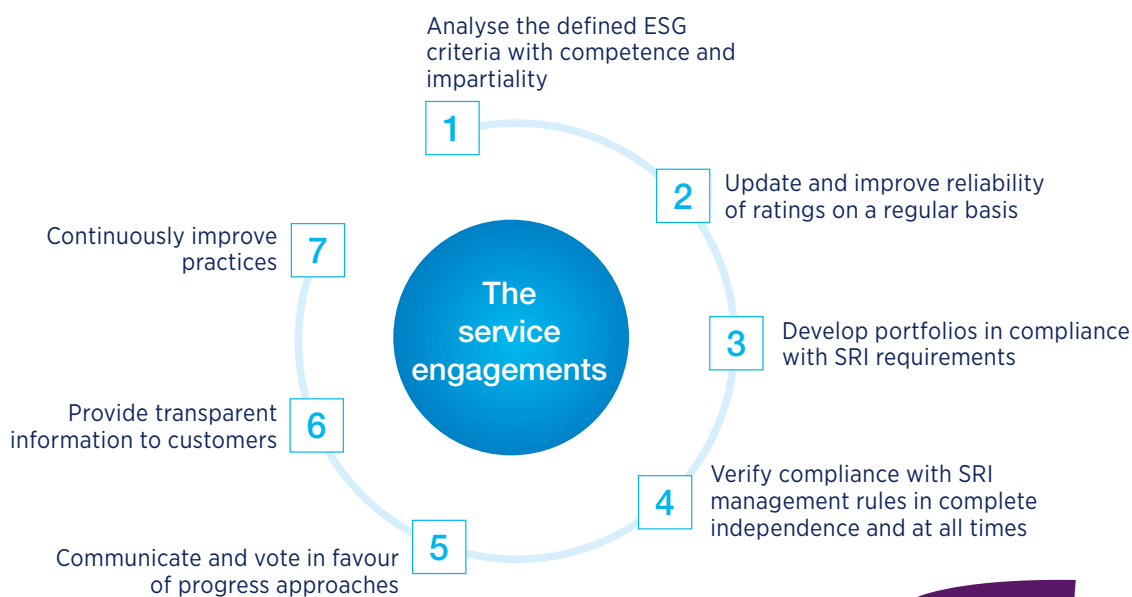 Analyse the defined ESG
criteria with competence and
impartiality
1
2
Update and improve reliability
of ratings on a regular basis
3
Develop portfolios in compliance
with SRI requirements
4
Verify compliance with SRI
management rules in complete
independence and at all times
5
Communicate and vote in favour
of progress approaches
6
Provide transparent
information to customers
7
Continuously improve
practices
The
service
engagements